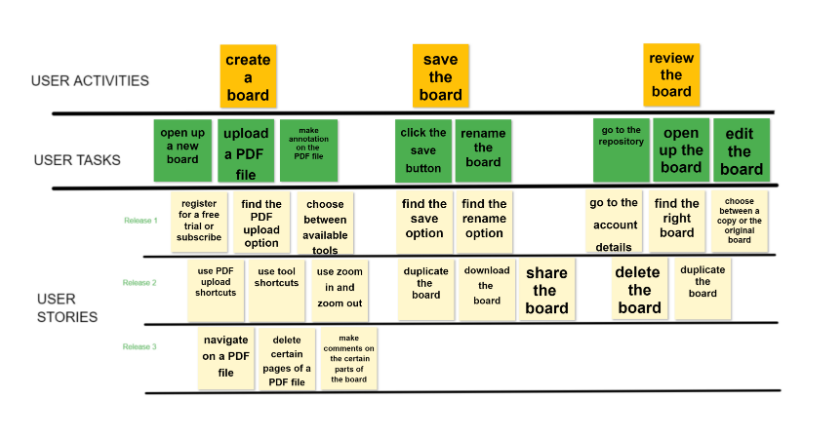 create
a
board
save
the
board
review
the
board
USER ACTIVITIES
open up
a new
board
upload
a PDF
file
make
annotation
on the
PDF file
click the
save
button
rename
the
board
go to the
repository
open
up the
board
edit
the
board
USER TASKS
Release 1
register
for a free
trial or
subscribe
find the
PDF
upload
option
choose
between
available
tools
find the
save
option
find the
rename
option
go to the
account
details
find the
right
board
choose
between a
copy or the
original
board
USER
STORIES
Release 2
use PDF
upload
shortcuts
use tool
shortcuts
use zoom
in and
zoom out
duplicate
the
board
download
the
board
share
the
board
delete
the
board
duplicate
the
board
Release 3
navigate
on a PDF
file
delete
certain
pages of a
PDF file
make
comments on
the certain
parts of
the board